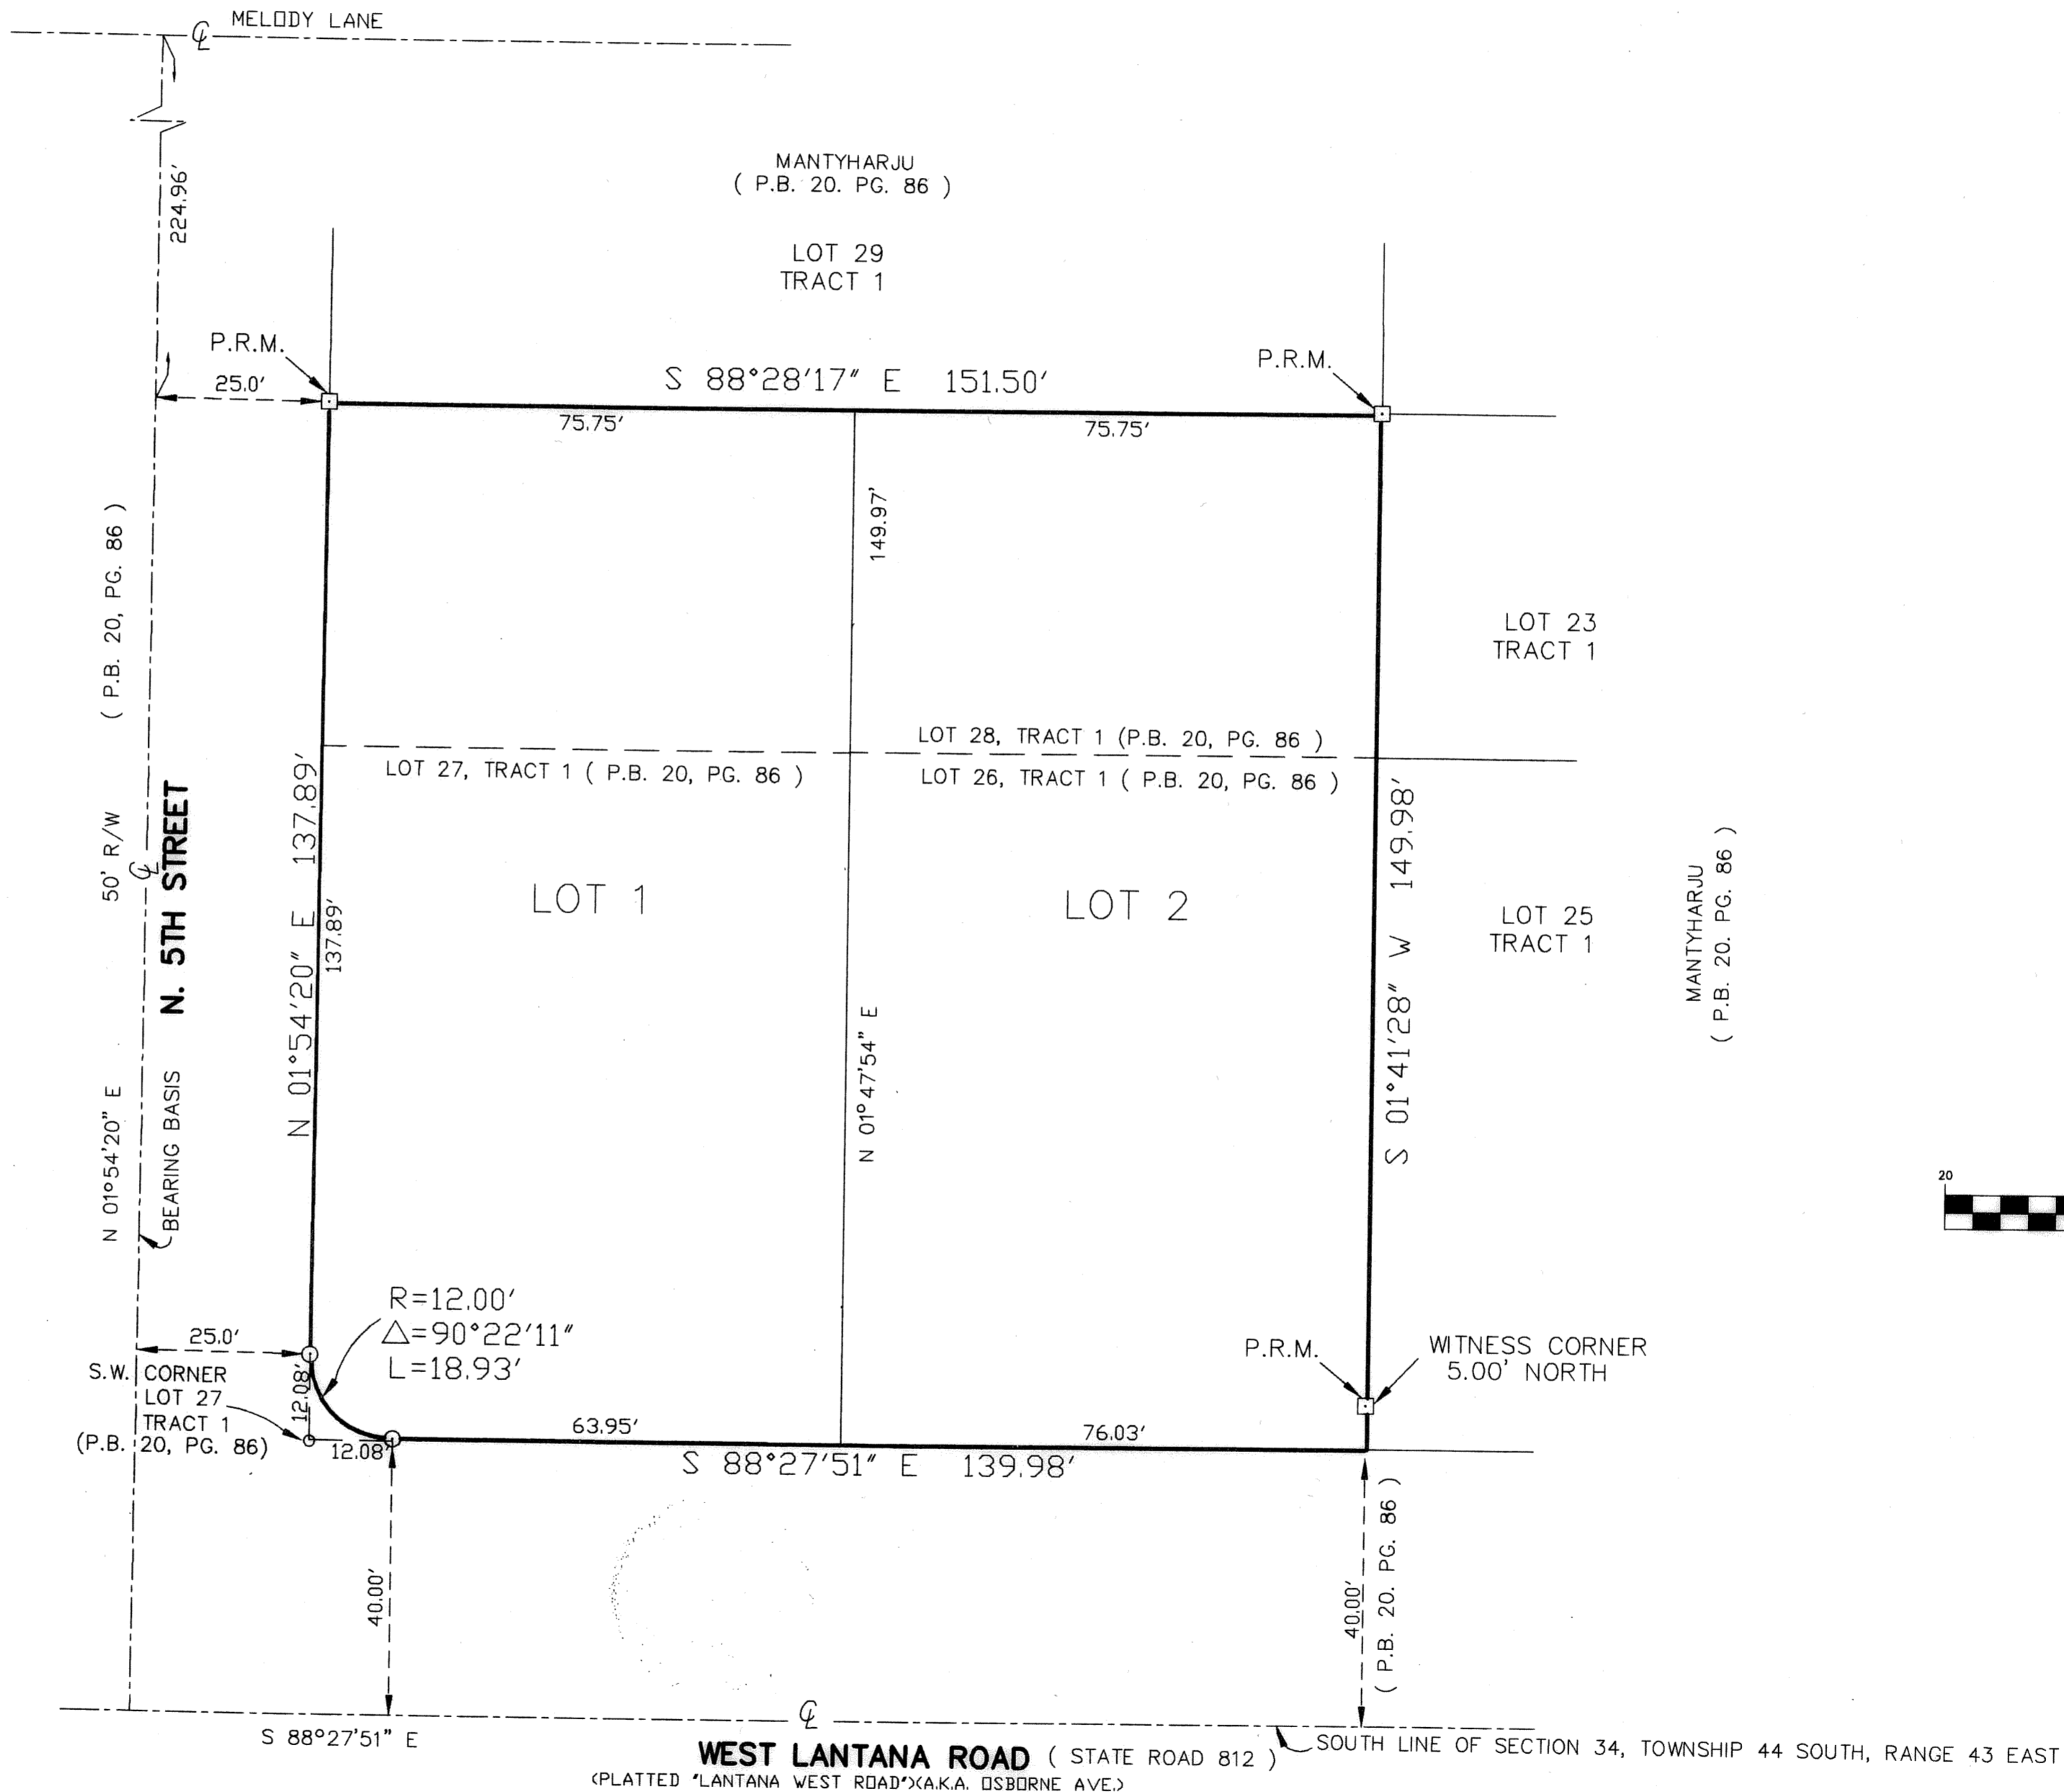 MELODY LANE
224.96'
MANTYHARJU
( P.B. 20. PG. 86 )
LOT 29
TRACT 1
P.R.M.
P.R.M.
25.0'
S 88°28'17" E 151.50'
75.75'
75.75'
149.97'
( P.B. 20, PG. 86 )
LOT 23
TRACT 1
LOT 28, TRACT 1 (P.B. 20, PG. 86 )
LOT 27, TRACT 1 ( P.B. 20, PG. 86 )
LOT 26, TRACT 1 ( P.B. 20, PG. 86 )
50' R/W
N. 5TH STREET
N 01°54'20" E 137.89'
137.89'
LOT 1
LOT 2
S 01°41'28" W 149.98'
LOT 25
TRACT 1
MANTYHARJU
( P.B. 20. PG. 86 )
N 01°54'20" E
BEARING BASIS
N 01°47'54" E
20
R=12.00'
△=90°22'11"
L=18.93'
25.0'
S.W. CORNER
LOT 27
TRACT 1
(P.B. 20, PG. 86)
12.08'
12.08'
P.R.M.
WITNESS CORNER
5.00' NORTH
63.95'
76.03'
S 88°27'51" E 139.98'
40.00'
40.00'
( P.B. 20. PG. 86 )
S 88°27'51" E
WEST LANTANA ROAD ( STATE ROAD 812 )
SOUTH LINE OF SECTION 34, TOWNSHIP 44 SOUTH, RANGE 43 EAST
(PLATTED "LANTANA WEST ROAD")(A.K.A. OSBORNE AVE.)